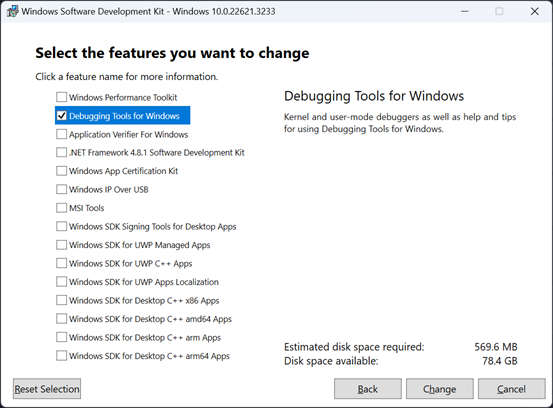 Windows Software Development Kit - Windows 10.0.22621.3233
Select the features you want to change
Click a feature name for more information.
Windows Performance Toolkit
Debugging Tools for Windows
Application Verifier For Windows
.NET Framework 4.8.1 Software Development Kit
Windows App Certification Kit
Windows IP Over USB
MSI Tools
Windows SDK Signing Tools for Desktop Apps
Windows SDK for UWP Managed Apps
Windows SDK for UWP C++ Apps
Windows SDK for UWP Apps Localization
Windows SDK for Desktop C++ x86 Apps
Windows SDK for Desktop C++ amd64 Apps
Windows SDK for Desktop C++ arm Apps
Windows SDK for Desktop C++ arm64 Apps
Debugging Tools for Windows
Kernel and user-mode debuggers as well as help and tips
for using Debugging Tools for Windows.
Estimated disk space required: 569.6 MB
Disk space available: 78.4 GB
Reset Selection
Back
Change
Cancel